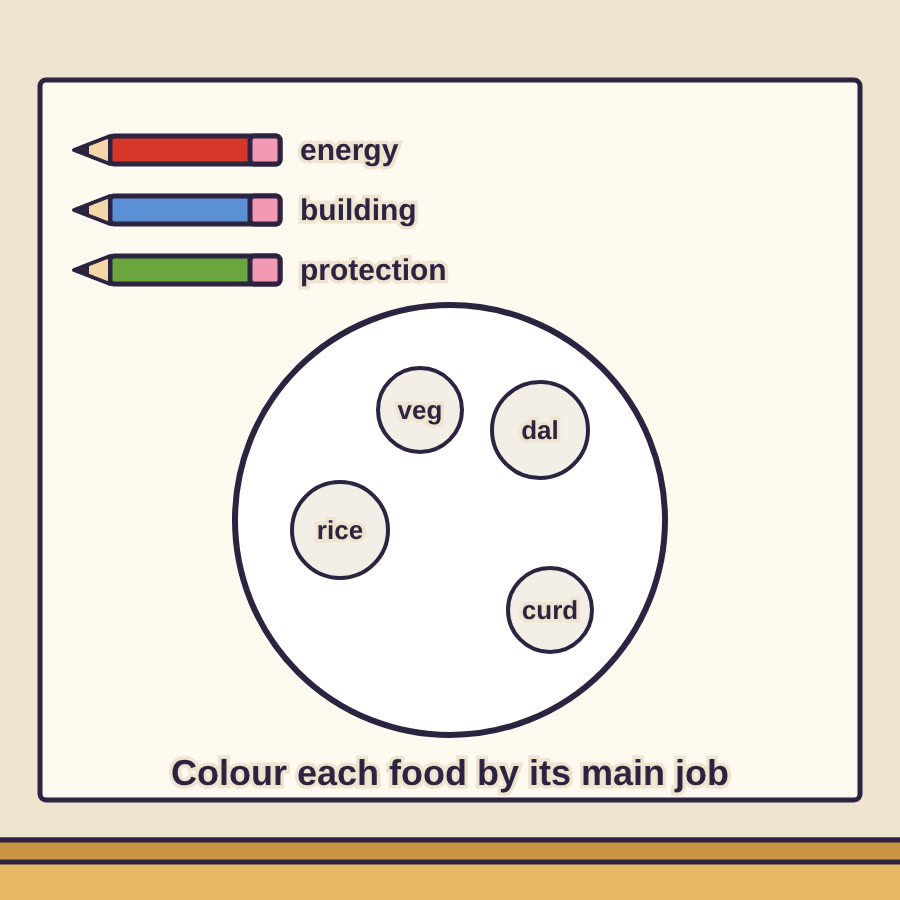 energy
building
protection
veg
dal
rice
curd
Colour each food by its main job